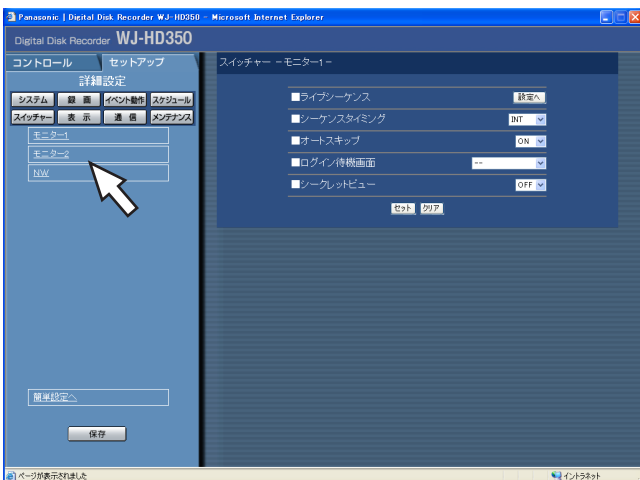 Panasonic | Digital Disk Recorder WJ-HD350 - Microsoft Internet Explorer
Digital Disk Recorder WJ-HD350
コントロール セットアップ
詳細設定
システム 録 画 イベント動作 スケジュール
スイッチャー 表 示 通 信 メンテナンス
モニター1
モニター2
NW
簡単設定へ
保存
スイッチャー －モニター1－
■ライブシーケンス 設定へ
■シーケンスタイミング INT
■オートスキップ ON
■ログイン待機画面 --
■シークレットビュー OFF
セット クリア
ページが表示されました イントラネット